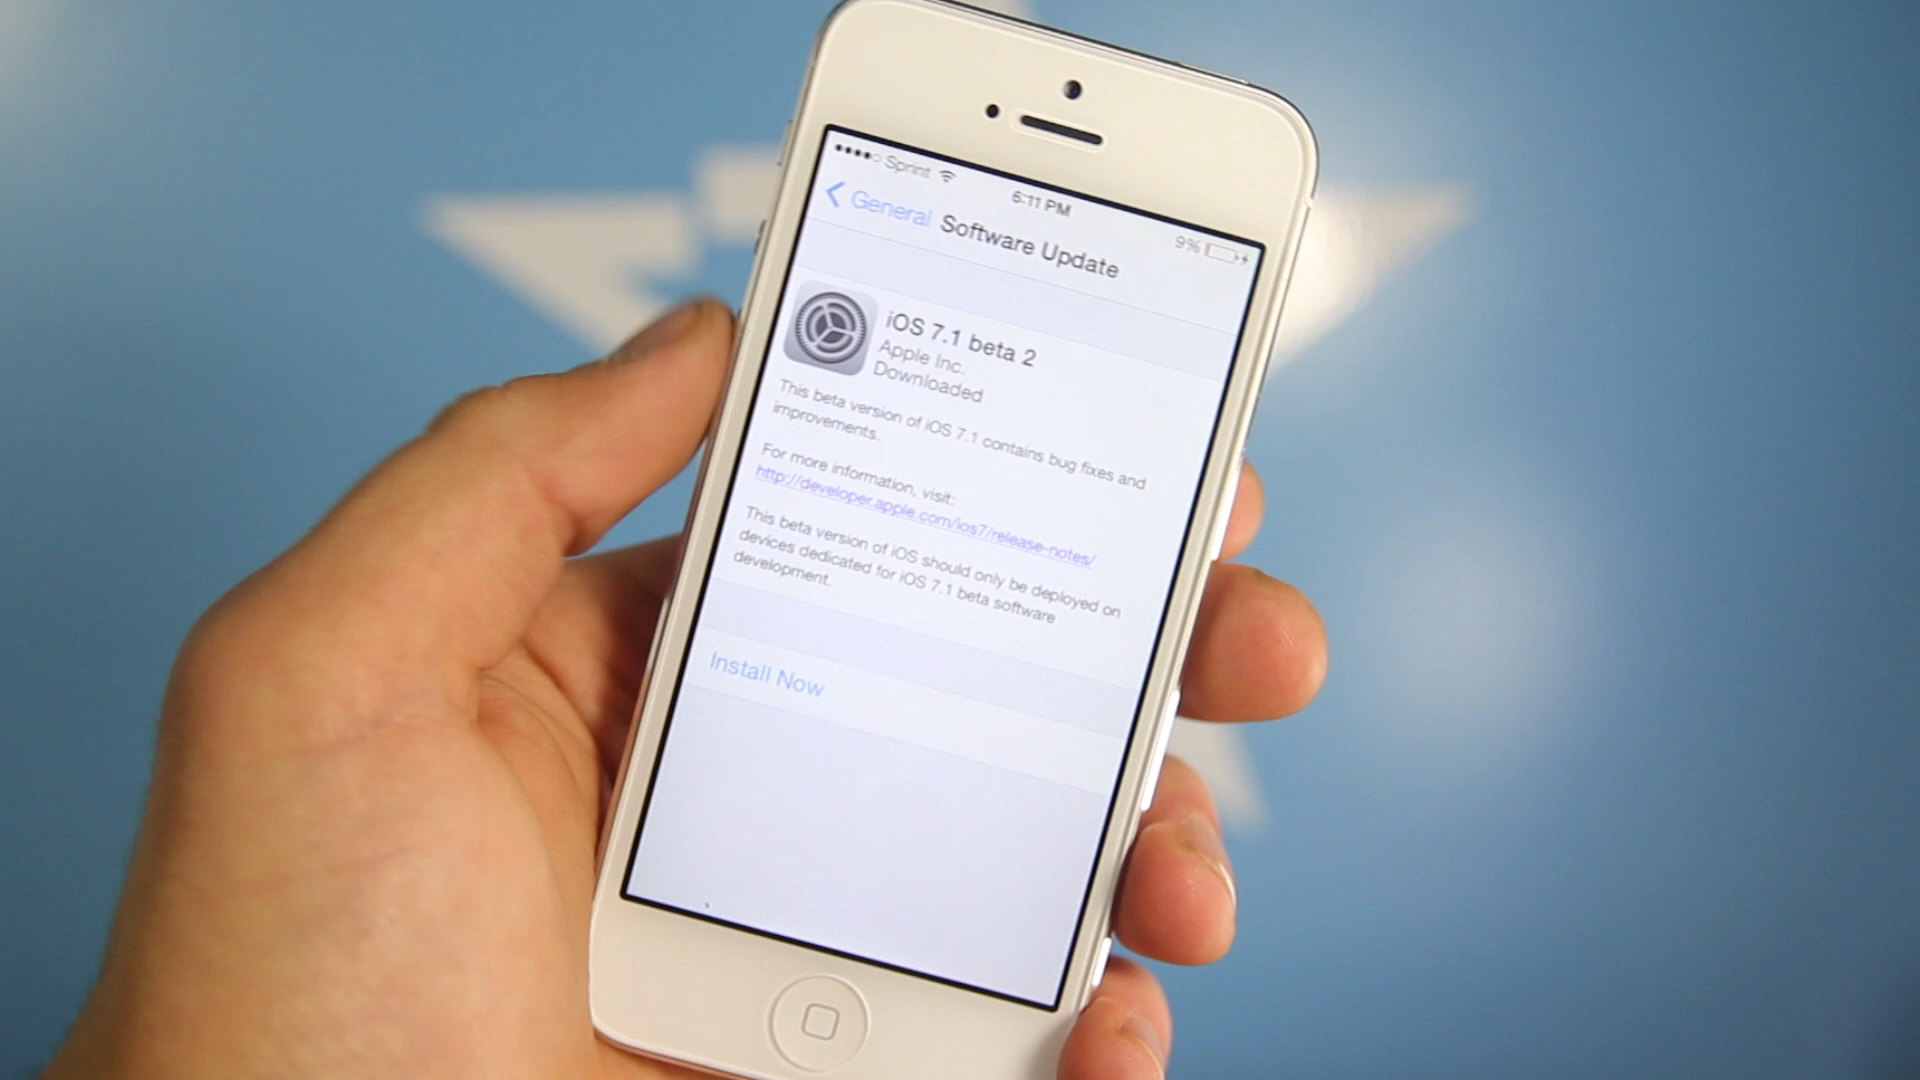 Sprint 6:11 PM 9%
General Software Update
iOS 7.1 beta 2
Apple Inc.
Downloaded
This beta version of iOS 7.1 contains bug fixes and
improvements.
For more information, visit:
http://developer.apple.com/ios7/release-notes/
This beta version of iOS should only be deployed on
devices dedicated for iOS 7.1 beta software
development.
Install Now